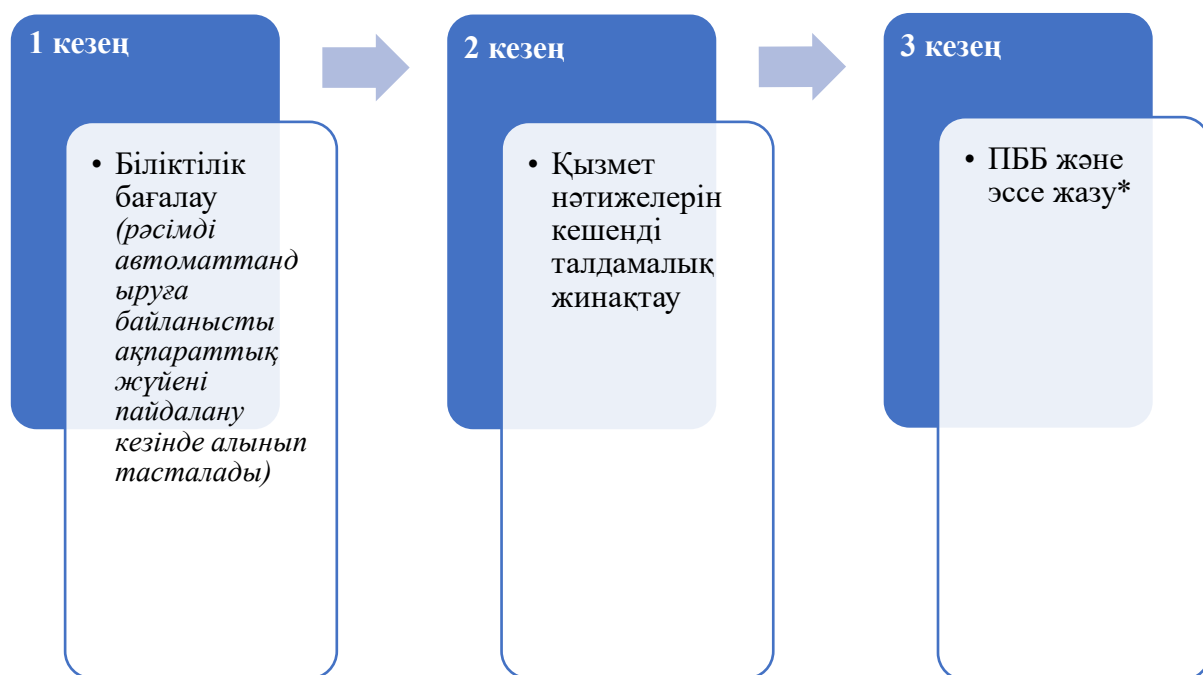 1 кезең
• Біліктілік
бағалау
(рәсімді
автоматтанд
ыруға
байланысты
ақпараттық
жүйені
пайдалану
кезінде алынып
тасталады)
2 кезең
• Қызмет
нәтижелерін
кешенді
талдамалық
жинақтау
3 кезең
• ПББ және
эссе жазу*